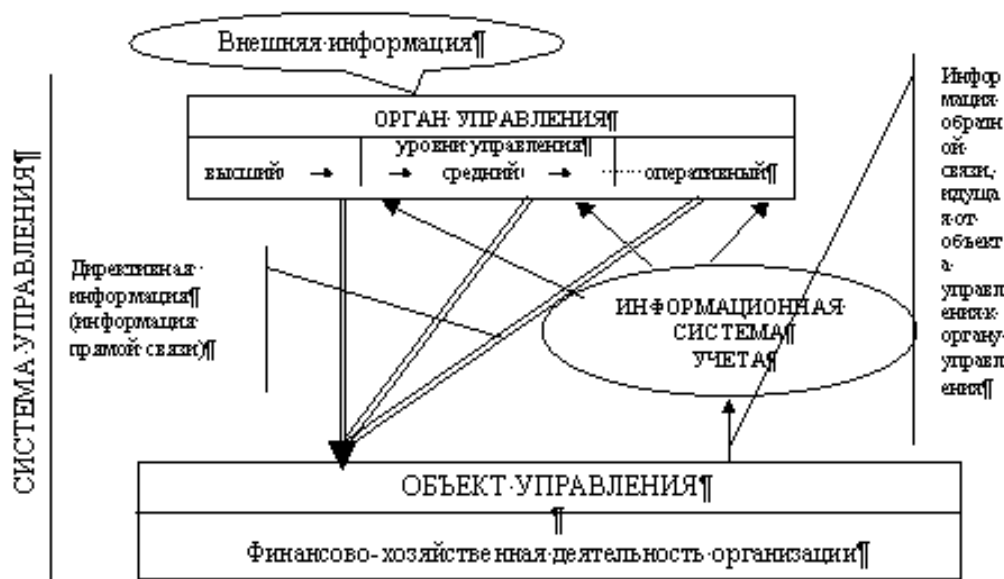 Внешняя·информация¶
ОРГАН·УПРАВЛЕНИЯ¶
уровни·управления¶
высший
средний
оперативный¶
СИСТЕМА·УПРАВЛЕНИЯ¶
Директивная·
информация¶
(информация·
прямой·связи)¶
ИНФОРМАЦИОННАЯ·
СИСТЕМА¶
УЧЕТА¶
Инфор
мация·
обратн
ой·
связи,·
идуща
я·от·
объект
а·
управл
ения·к·
органу·
управл
ения¶
ОБЪЕКТ·УПРАВЛЕНИЯ¶
¶
Финансово-хозяйственная·деятельность·организации¶